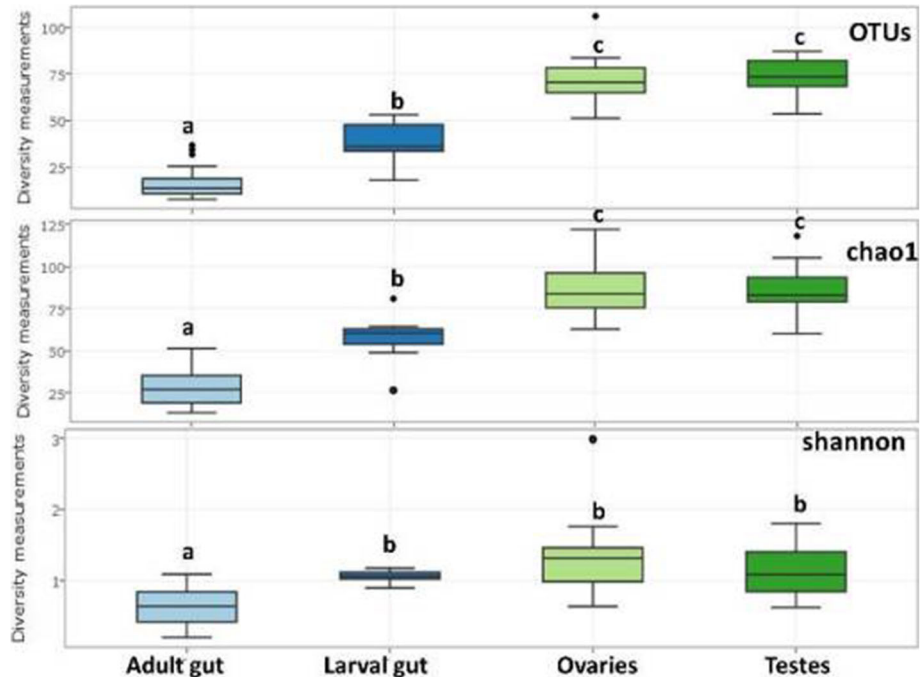 OTUs
Diversity measurements
100
75
50
25
a
b
c
c
chao1
Diversity measurements
125
100
75
50
25
a
b
c
c
shannon
Diversity measurements
3
2
1
a
b
b
b
Adult gut Larval gut Ovaries Testes